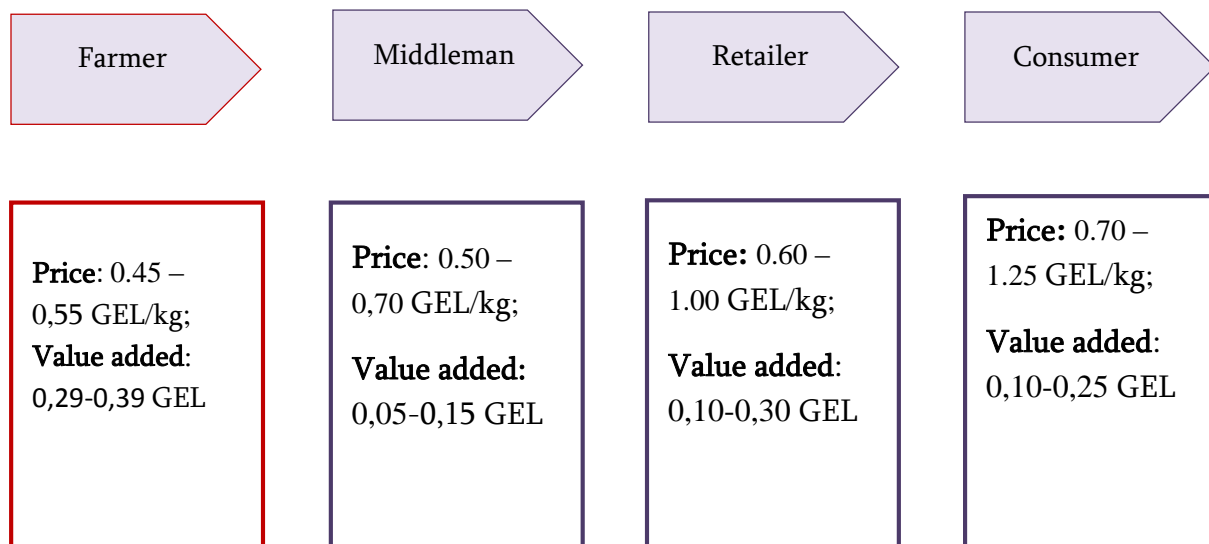 Farmer
Middleman
Retailer
Consumer
Price: 0.45 –
0,55 GEL/kg;
Value added:
0,29-0,39 GEL
Price: 0.50 –
0,70 GEL/kg;
Value added:
0,05-0,15 GEL
Price: 0.60 –
1.00 GEL/kg;
Value added:
0,10-0,30 GEL
Price: 0.70 –
1.25 GEL/kg;
Value added:
0,10-0,25 GEL